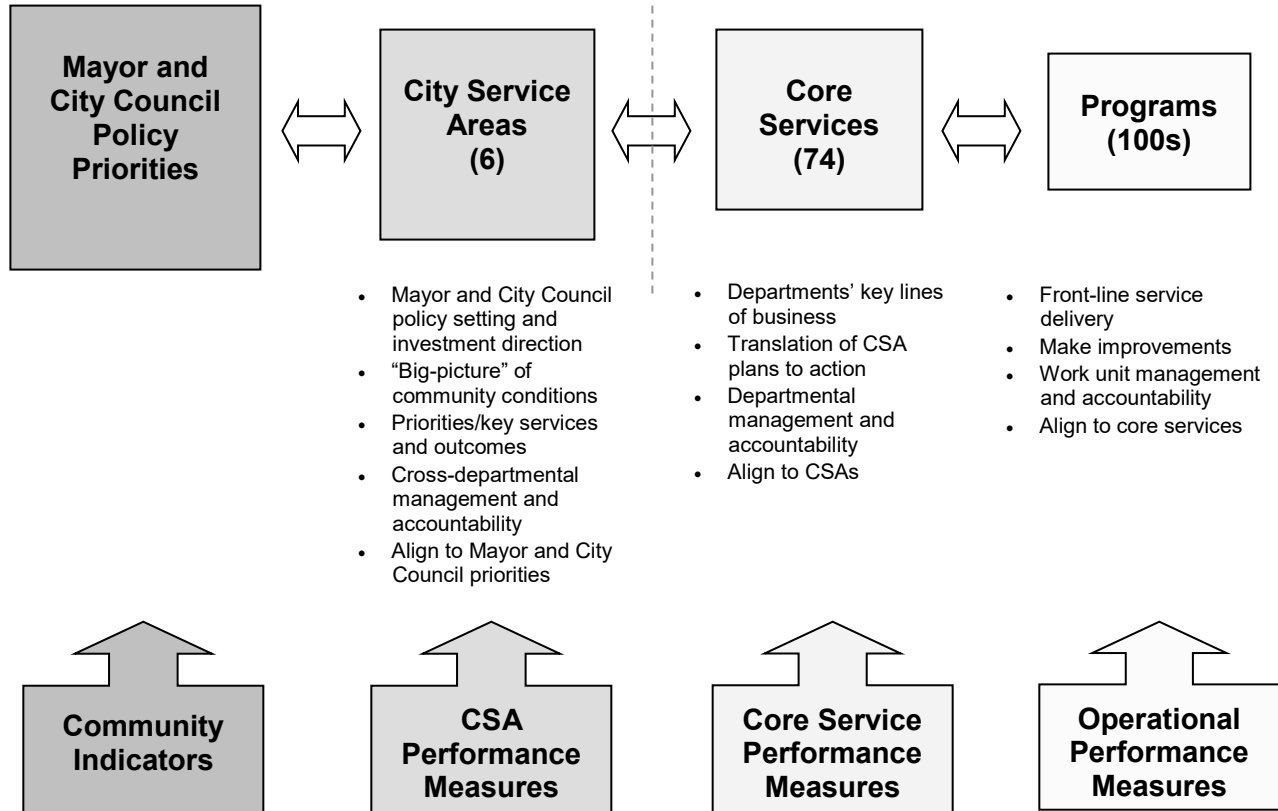 Mayor and
City Council
Policy
Priorities
City Service
Areas
(6)
Core
Services
(74)
Programs
(100s)
• Mayor and City Council
policy setting and
investment direction
• “Big-picture” of
community conditions
• Priorities/key services
and outcomes
• Cross-departmental
management and
accountability
• Align to Mayor and City
Council priorities
• Departments’ key lines
of business
• Translation of CSA
plans to action
• Departmental
management and
accountability
• Align to CSAs
• Front-line service
delivery
• Make improvements
• Work unit management
and accountability
• Align to core services
Community
Indicators
CSA
Performance
Measures
Core Service
Performance
Measures
Operational
Performance
Measures